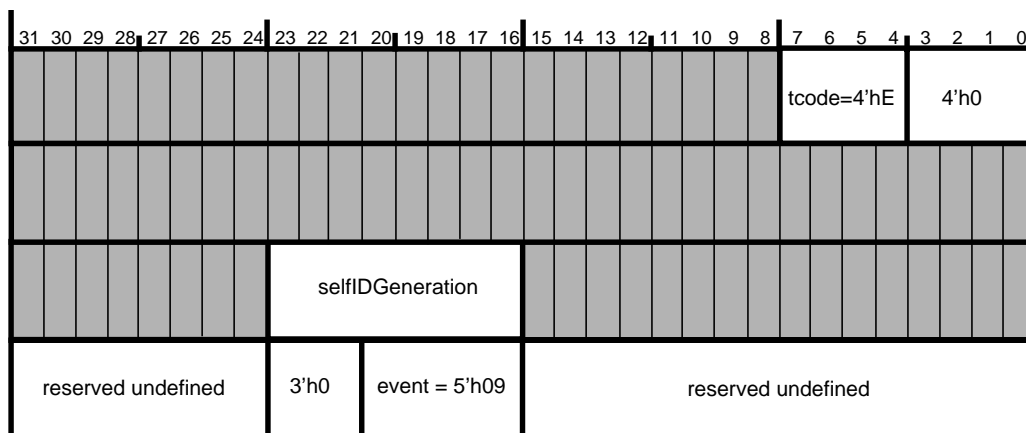 31 30 29 28 27 26 25 24 23 22 21 20 19 18 17 16 15 14 13 12 11 10 9 8 7 6 5 4 3 2 1 0
tcode=4’hE 4’h0
selfIDGeneration
reserved undefined 3’h0 event = 5’h09 reserved undefined